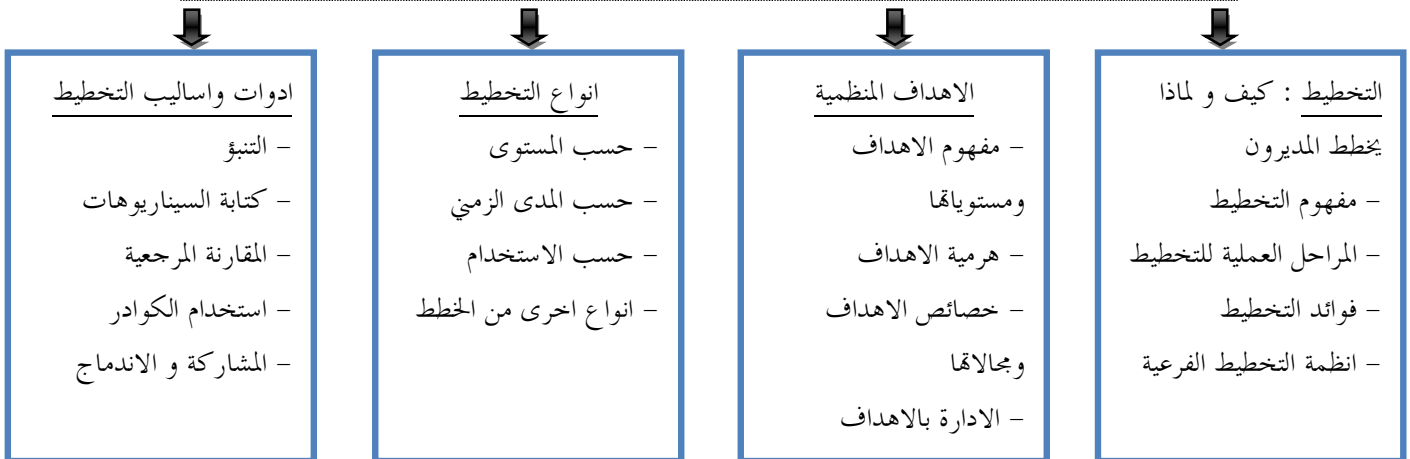 التخطيط : كيف و لماذا
يخطط المديرون
– مفهوم التخطيط
– المراحل العملية للتخطيط
– فوائد التخطيط
– انظمة التخطيط الفرعية
الاهداف المنظمية
– مفهوم الاهداف
ومستوياتها
– هرمية الاهداف
– خصائص الاهداف
ومجالاتها
– الادارة بالاهداف
انواع التخطيط
– حسب المستوى
– حسب المدى الزمني
– حسب الاستخدام
– انواع اخرى من الخطط
ادوات واساليب التخطيط
– التنبؤ
– كتابة السيناريوهات
– المقارنة المرجعية
– استخدام الكوادر
– المشاركة و الاندماج